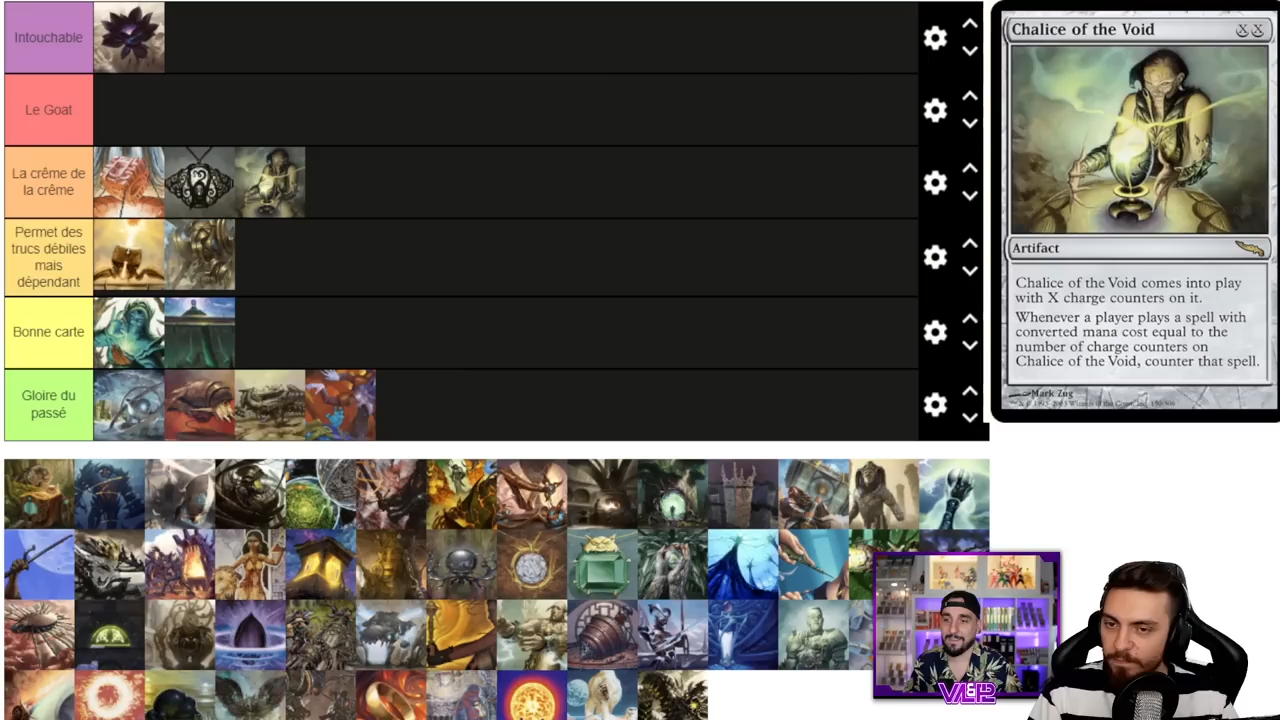 Intouchable
Le Goat
La crême de
la crême
Permet des
trucs débiles
mais
dépendant
Bonne carte
Gloire du
passé
Chalice of the Void XX
Artifact
Chalice of the Void comes into play
with X charge counters on it.
Whenever a player plays a spell with
converted mana cost equal to the
number of charge counters on
Chalice of the Void, counter that spell.
Mark Zug